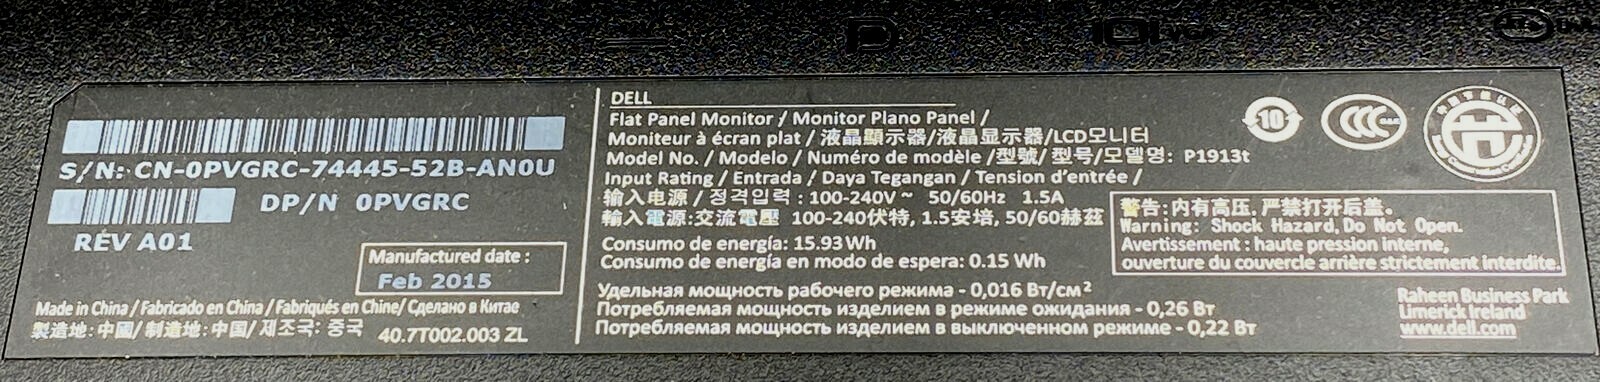 S/N: CN-0PVGRC-74445-52B-AN0U
DP/N 0PVGRC
REV A01
Manufactured date :
Feb 2015
Made in China / Fabricado en China / Fabriqués en Chine/ Сделано в Китае
製造地: 中國/ 制造地: 中国/ 제조국: 중국
40.7T002.003 ZL
DELL
Flat Panel Monitor / Monitor Plano Panel /
Moniteur à écran plat / 液晶顯示器/液晶显示器/LCD모니터
Model No. / Modelo / Numéro de modèle /型號/ 型号/모델명: P1913t
Input Rating / Entrada / Daya Tegangan / Tension d'entrée /
输入电源 / 정격입력 : 100-240V ~ 50/60Hz 1.5A
輸入電源:交流電壓 100-240伏特, 1.5安培, 50/60赫茲
Consumo de energía: 15.93 Wh
Consumo de energía en modo de espera: 0.15 Wh
Удельная мощность рабочего режима - 0,016 Вт/см²
Потребляемая мощность изделием в режиме ожидания - 0,26 Вт
Потребляемая мощность изделием в выключенном режиме - 0,22 Вт
10
警告:内有高压,严禁打开后盖。
Warning: Shock Hazard, Do Not Open.
Avertissement : haute pression interne,
ouverture du couvercle arrière strictement interdite.
Raheen Business Park
Limerick Ireland
www.dell.com